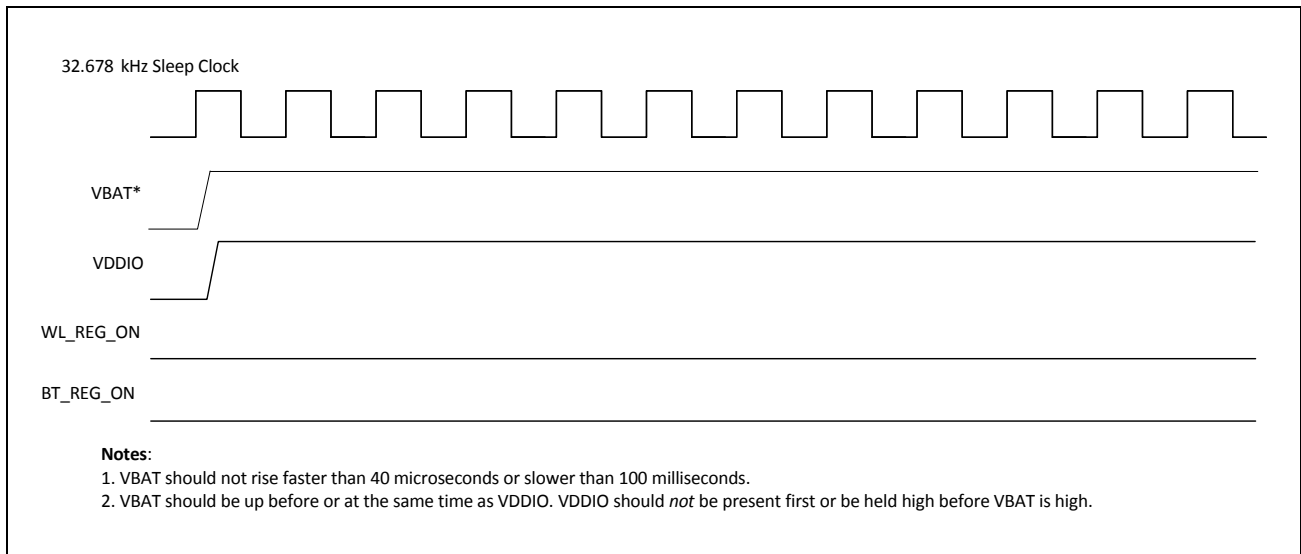 32.678 kHz Sleep Clock
VBAT*
VDDIO
WL_REG_ON
BT_REG_ON
Notes:
1. VBAT should not rise faster than 40 microseconds or slower than 100 milliseconds.
2. VBAT should be up before or at the same time as VDDIO. VDDIO should not be present first or be held high before VBAT is high.